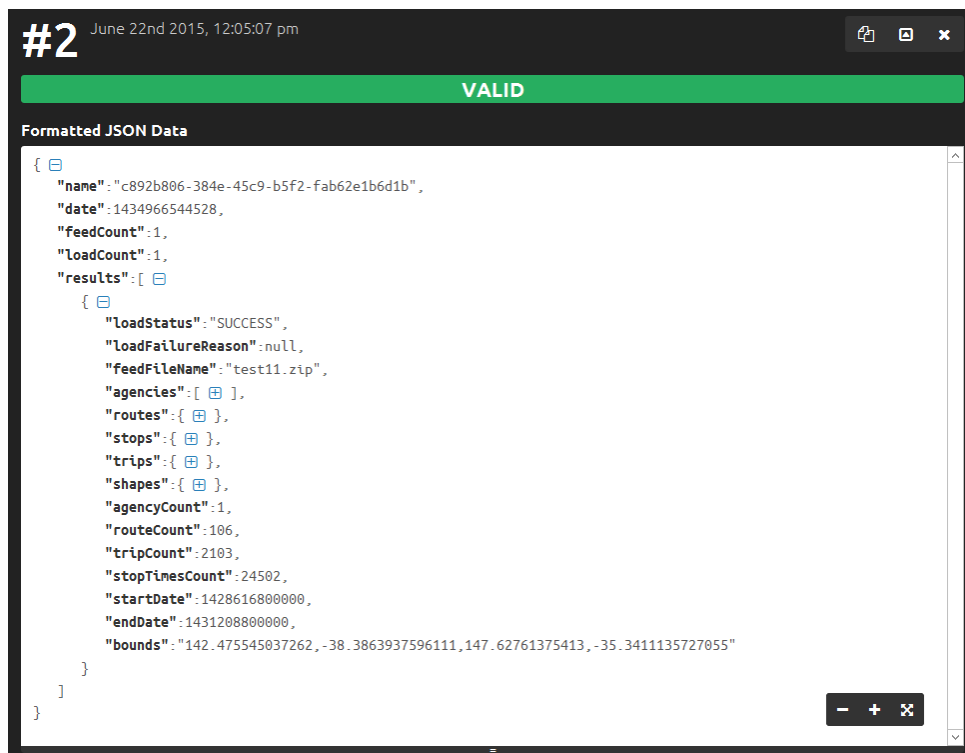 #2 June 22nd 2015, 12:05:07 pm
VALID
Formatted JSON Data
{
"name":"c892b806-384e-45c9-b5f2-fab62e1b6d1b",
"date":1434966544528,
"feedCount":1,
"loadCount":1,
"results":[
{
"loadStatus":"SUCCESS",
"loadFailureReason":null,
"feedFileName":"test11.zip",
"agencies":[ ],
"routes":{ },
"stops":{ },
"trips":{ },
"shapes":{ },
"agencyCount":1,
"routeCount":106,
"tripCount":2103,
"stopTimesCount":24502,
"startDate":1428616800000,
"endDate":1431208800000,
"bounds":"142.475545037262,-38.3863937596111,147.62761375413,-35.3411135727055"
}
]
}